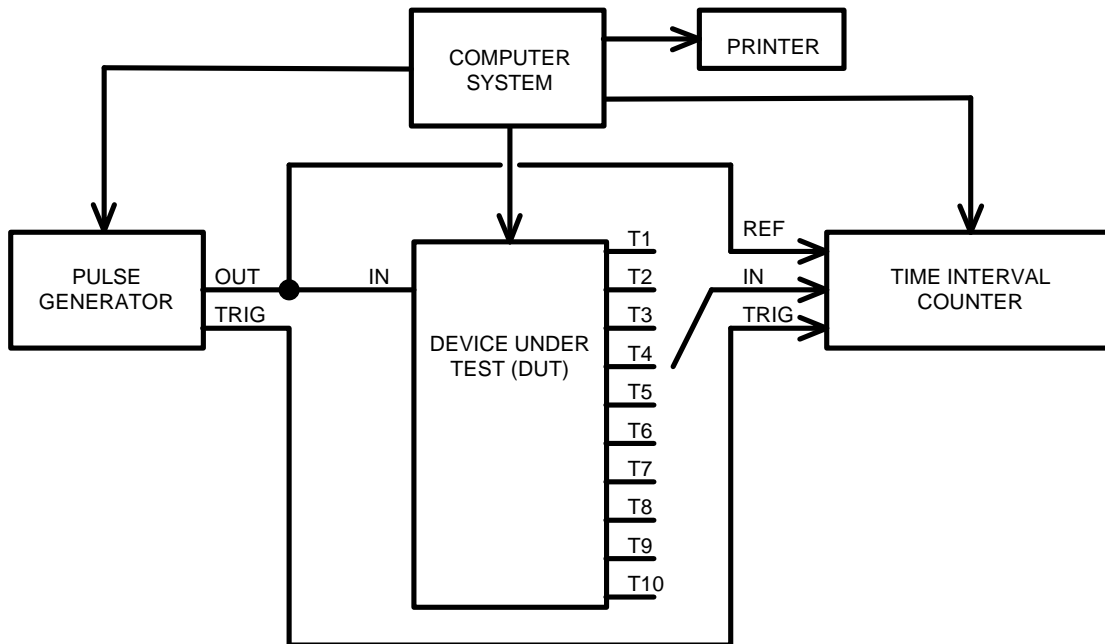 COMPUTER
SYSTEM
PRINTER
PULSE
GENERATOR
OUT
TRIG
IN
DEVICE UNDER
TEST (DUT)
T1
T2
T3
T4
T5
T6
T7
T8
T9
T10
REF
IN
TRIG
TIME INTERVAL
COUNTER